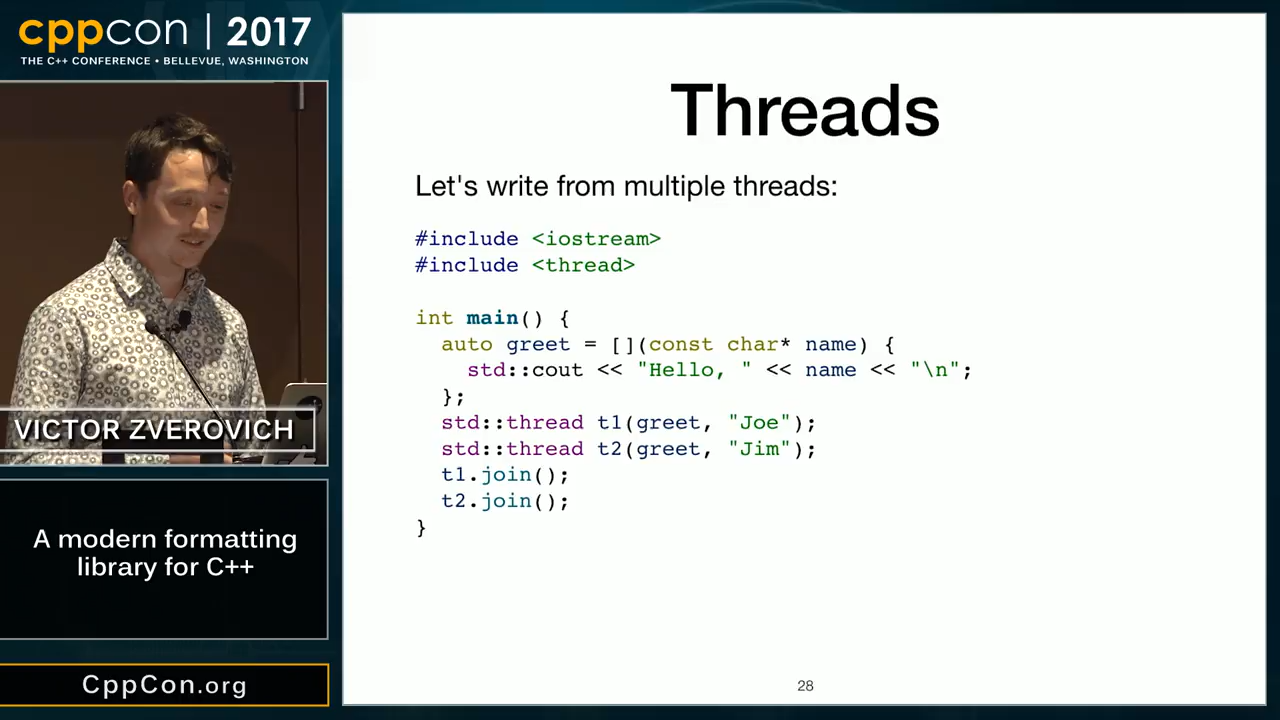 cppcon | 2017
THE C++ CONFERENCE • BELLEVUE, WASHINGTON
VICTOR ZVEROVICH
A modern formatting
library for C++
CppCon.org
Threads
Let's write from multiple threads:
#include <iostream>
#include <thread>
int main() {
  auto greet = [](const char* name) {
    std::cout << "Hello, " << name << "\n";
  };
  std::thread t1(greet, "Joe");
  std::thread t2(greet, "Jim");
  t1.join();
  t2.join();
}
28